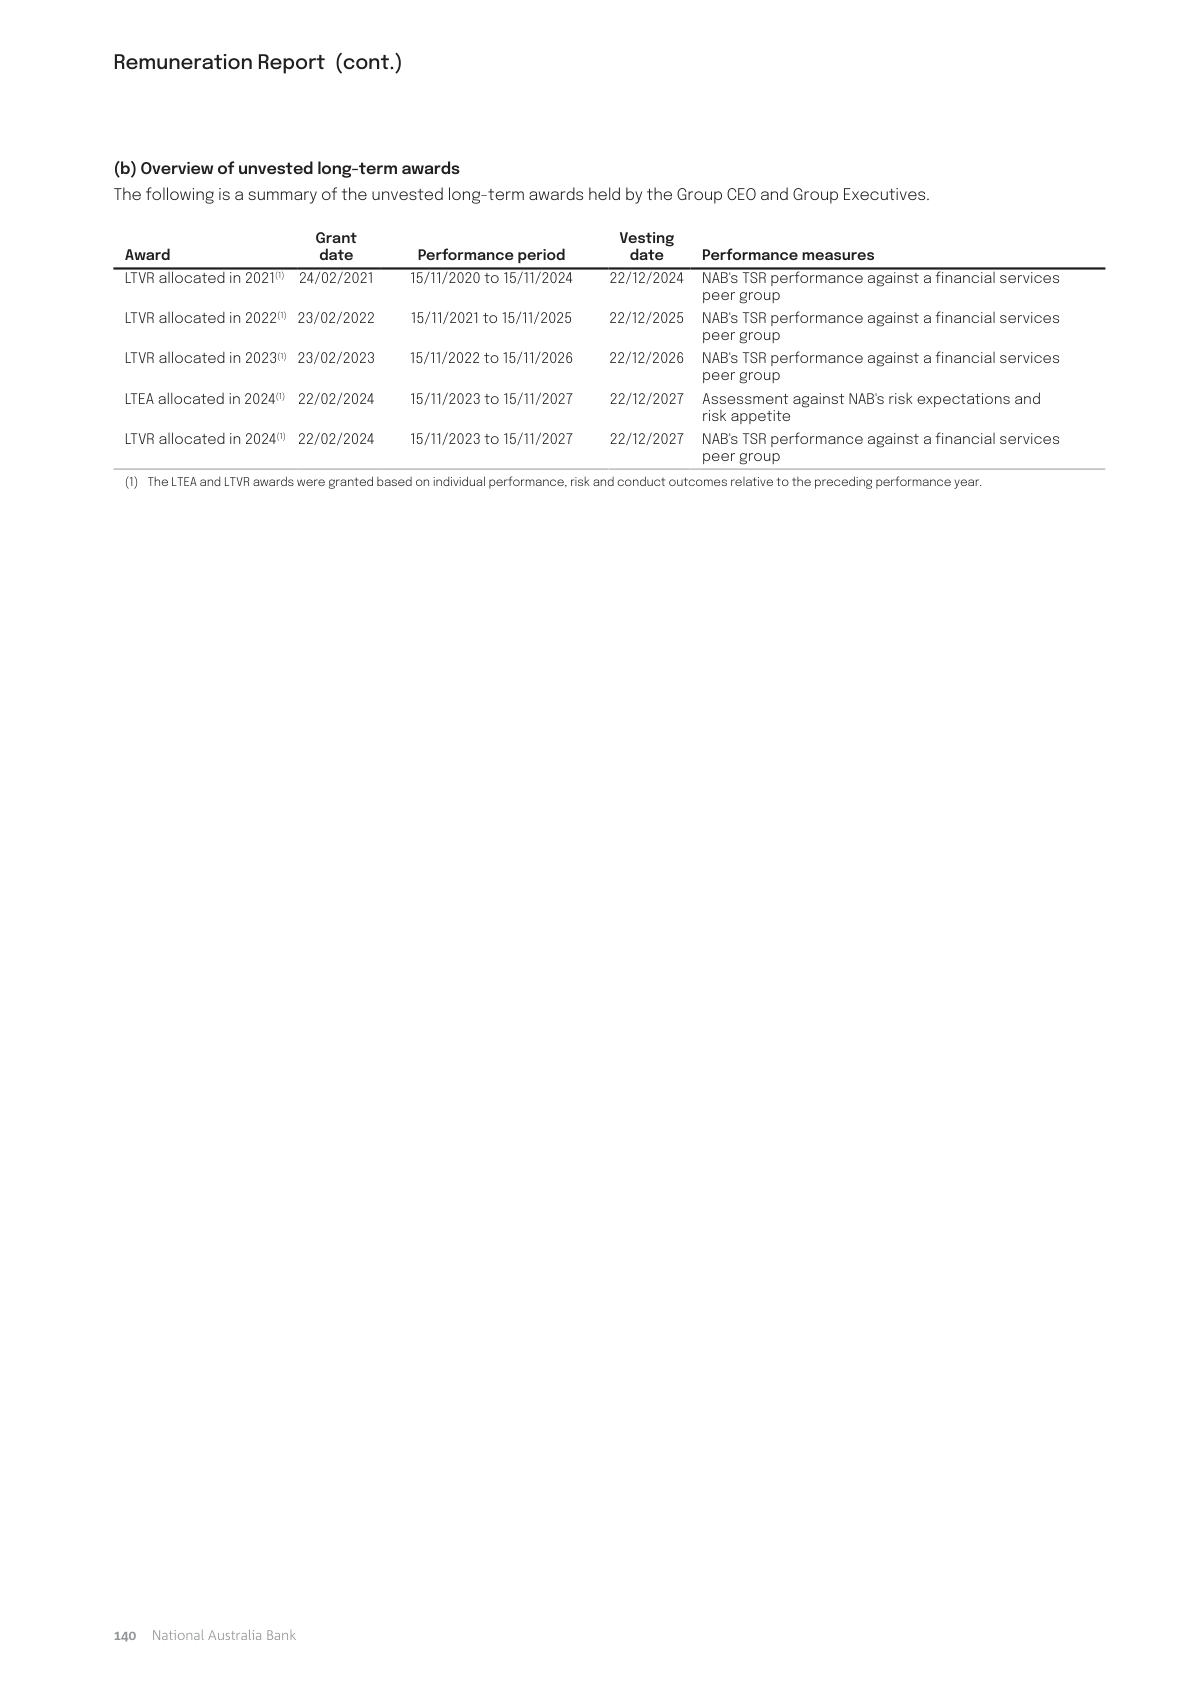 Remuneration Report (cont.)
(b) Overview of unvested long-term awards
The following is a summary of the unvested long-term awards held by the Group CEO and Group Executives.
Award Grant date Performance period Vesting date Performance measures
LTVR allocated in 2021(1) 24/02/2021 15/11/2020 to 15/11/2024 22/12/2024 NAB's TSR performance against a financial services
peer group
LTVR allocated in 2022(1) 23/02/2022 15/11/2021 to 15/11/2025 22/12/2025 NAB's TSR performance against a financial services
peer group
LTVR allocated in 2023(1) 23/02/2023 15/11/2022 to 15/11/2026 22/12/2026 NAB's TSR performance against a financial services
peer group
LTEA allocated in 2024(1) 22/02/2024 15/11/2023 to 15/11/2027 22/12/2027 Assessment against NAB's risk expectations and
risk appetite
LTVR allocated in 2024(1) 22/02/2024 15/11/2023 to 15/11/2027 22/12/2027 NAB's TSR performance against a financial services
peer group
(1) The LTEA and LTVR awards were granted based on individual performance, risk and conduct outcomes relative to the preceding performance year.
140 National Australia Bank